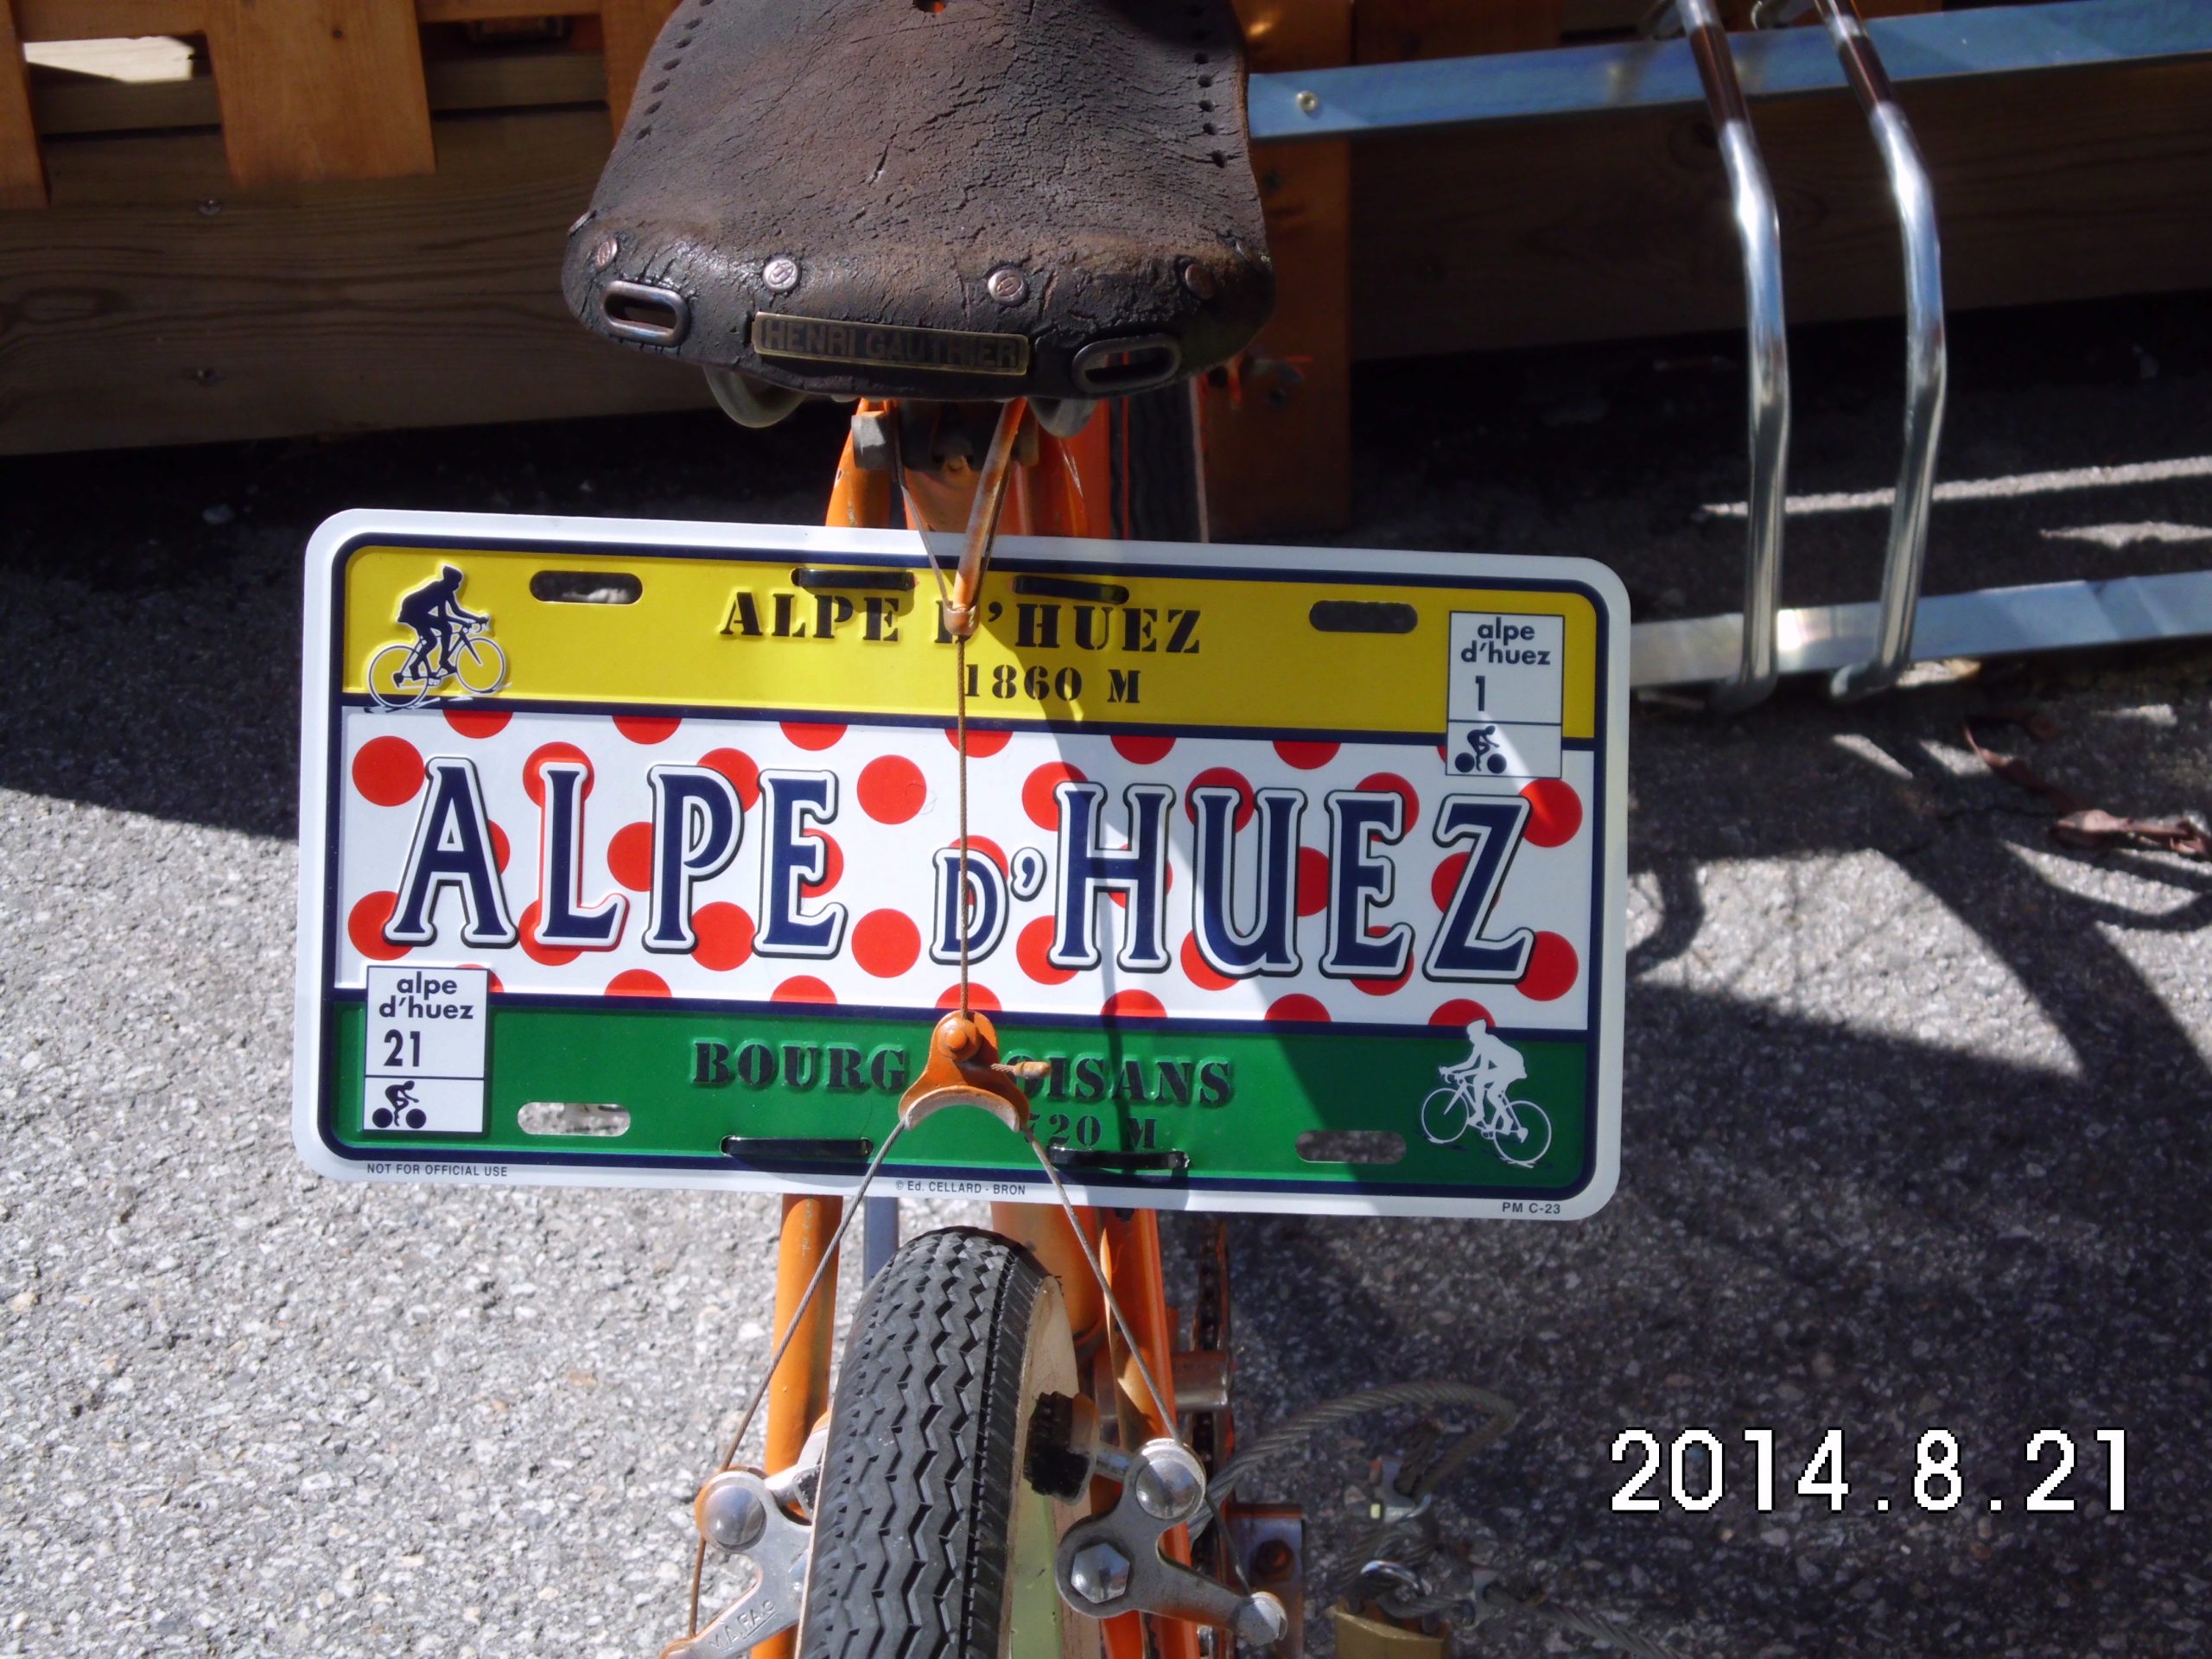 HENRI GAUTHIER
ALPE D'HUEZ
1860 M
alpe
d'huez
1
ALPE D'HUEZ
alpe
d'huez
21
BOURG OISANS
720 M
NOT FOR OFFICIAL USE
© Ed. CELLARD - BRON
PM C-23
MAFAC
2014.8.21